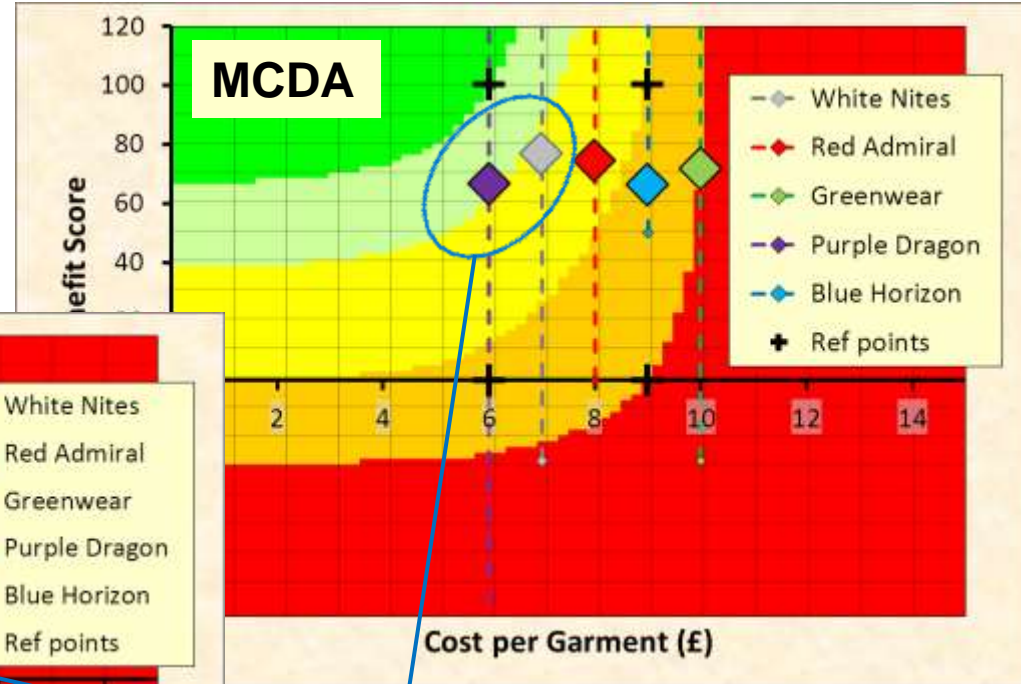 120
MCDA
100
80
60
40
2 4 6 8 10 12 14
Cost per Garment (£)
White Nites
Red Admiral
Greenwear
Purple Dragon
Blue Horizon
Ref points
White Nites
Red Admiral
Greenwear
Purple Dragon
Blue Horizon
Ref points